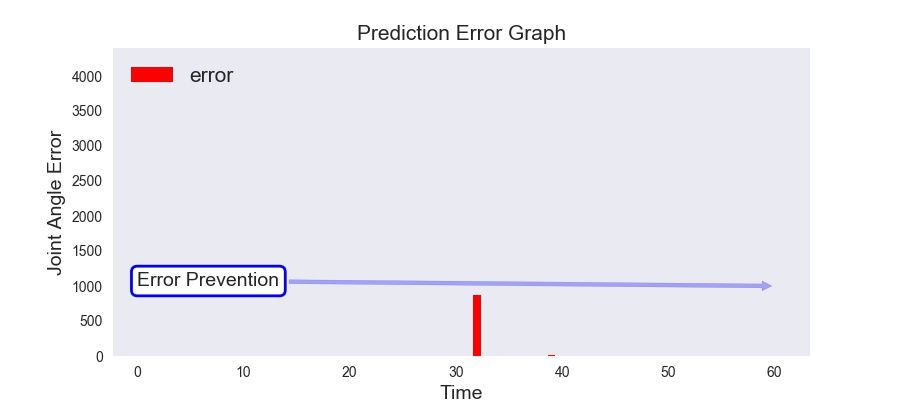 Prediction Error Graph
error
Joint Angle Error
4000
3500
3000
2500
2000
1500
1000
500
0
Error Prevention
0 10 20 30 40 50 60
Time